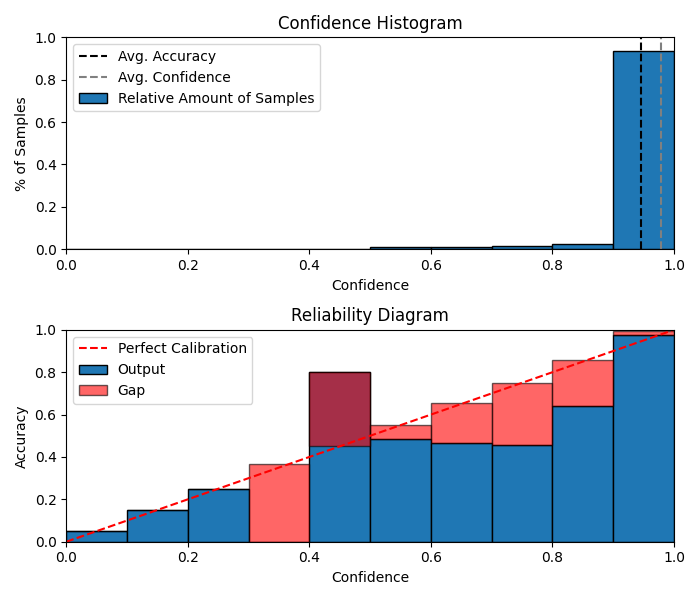 Confidence Histogram
1.0
0.8
0.6
0.4
0.2
0.0
% of Samples
Avg. Accuracy
Avg. Confidence
Relative Amount of Samples
0.0 0.2 0.4 0.6 0.8 1.0
Confidence
Reliability Diagram
1.0
0.8
0.6
0.4
0.2
0.0
Accuracy
Perfect Calibration
Output
Gap
0.0 0.2 0.4 0.6 0.8 1.0
Confidence